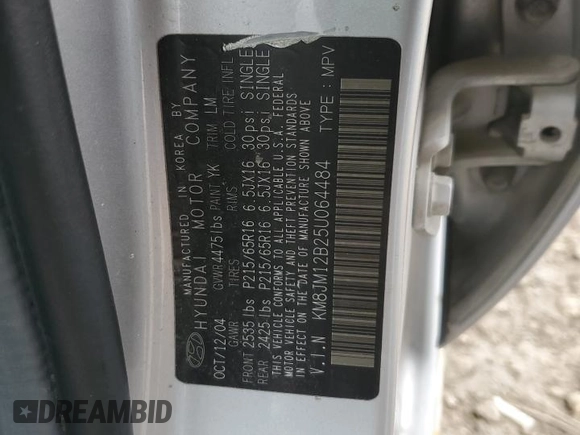 MANUFACTURED IN KOREA BY
HYUNDAI MOTOR COMPANY
OCT/12/04 GVWR 4475lbs PAINT YK TRIM LM
GAWR TIRES RIMS COLD TIRE INFL
FRONT 2535 lbs P215/65R16 6.5JX16 30psi SINGLE
REAR 2425 lbs P215/65R16 6.5JX16 30psi SINGLE
THIS VEHICLE CONFORMS TO ALL APPLICABLE U.S.A. FEDERAL
MOTOR VEHICLE SAFETY AND THEFT PREVENTION STANDARDS
IN EFFECT ON THE DATE OF MANUFACTURE SHOWN ABOVE
V.I.N KM8JM12B25U064484 TYPE: MPV
DREAMBID